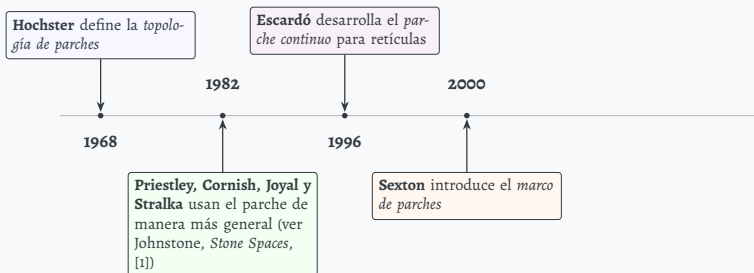 Hochster define la topolo-
gía de parches
Escardó desarrolla el par-
che continuo para retículas
1982
2000
1968
1996
Priestley, Cornish, Joyal y
Stralka usan el parche de
manera más general (ver
Johnstone, Stone Spaces,
[1])
Sexton introduce el marco
de parches